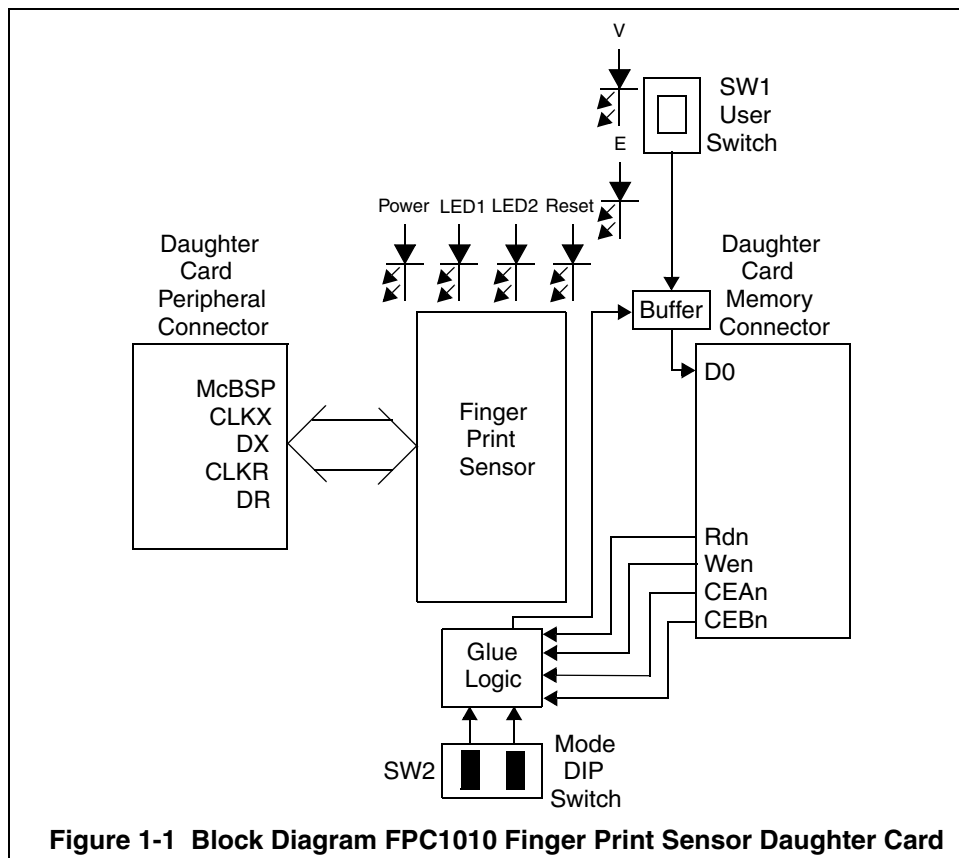 V
SW1
User
Switch
E
Power LED1 LED2 Reset
Daughter
Card
Peripheral
Connector
Daughter
Card
Memory
Connector
Buffer
D0
McBSP
CLKX
DX
CLKR
DR
Finger
Print
Sensor
Rdn
Wen
CEAn
CEBn
Glue
Logic
SW2
Mode
DIP
Switch
Figure 1-1 Block Diagram FPC1010 Finger Print Sensor Daughter Card